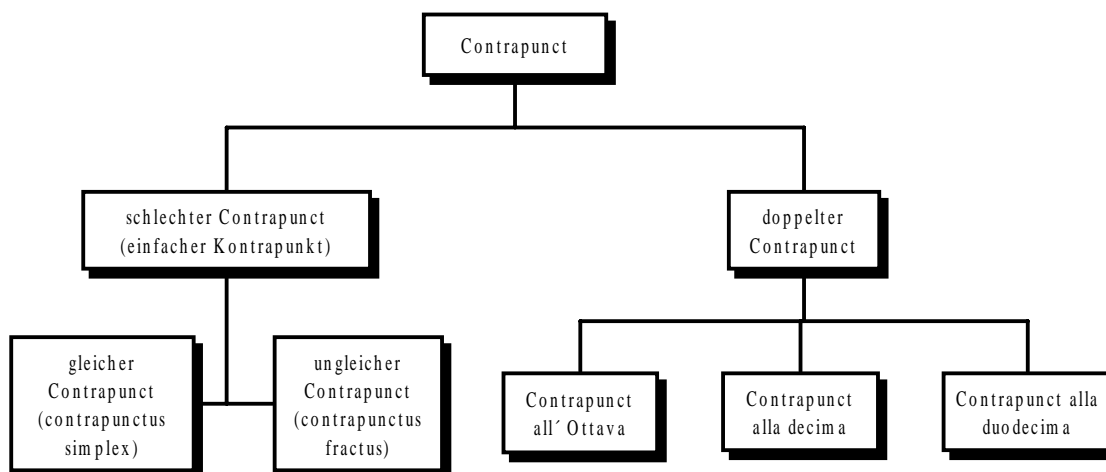 Contrapunct
schlechter Contrapunct
(einfacher Kontrapunkt)
doppelter
Contrapunct
gleicher
Contrapunct
(contrapunctus
simplex)
ungleicher
Contrapunct
(contrapunctus
fractus)
Contrapunct
all´ Ottava
Contrapunct
alla decima
Contrapunct alla
duodecima